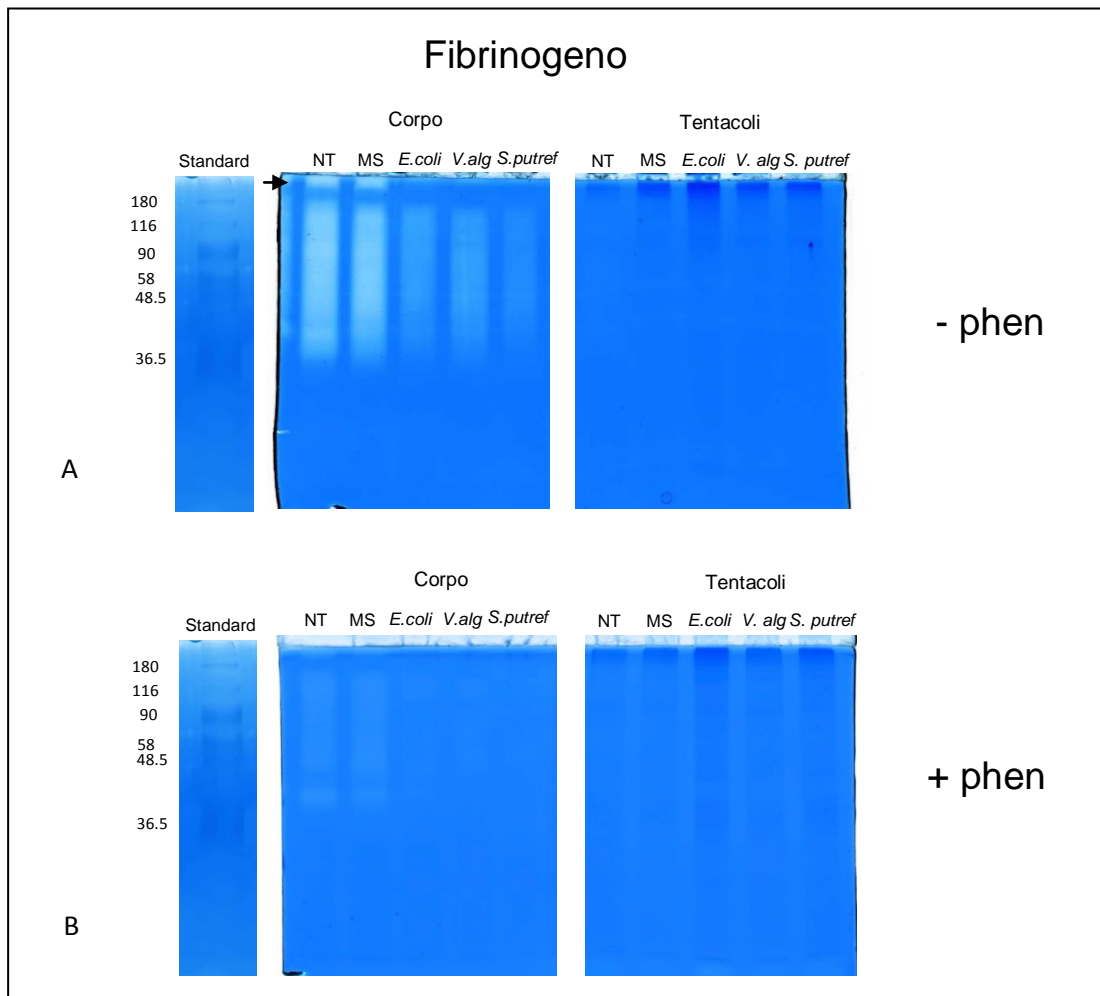 Fibrinogeno
Corpo
Tentacoli
Standard
NT MS E.coli V.alg S.putref
NT MS E.coli V. alg S. putref
180
116
90
58
48.5
36.5
- phen
A
Corpo
Tentacoli
Standard
NT MS E.coli V.alg S.putref
NT MS E.coli V. alg S. putref
180
116
90
58
48.5
36.5
+ phen
B